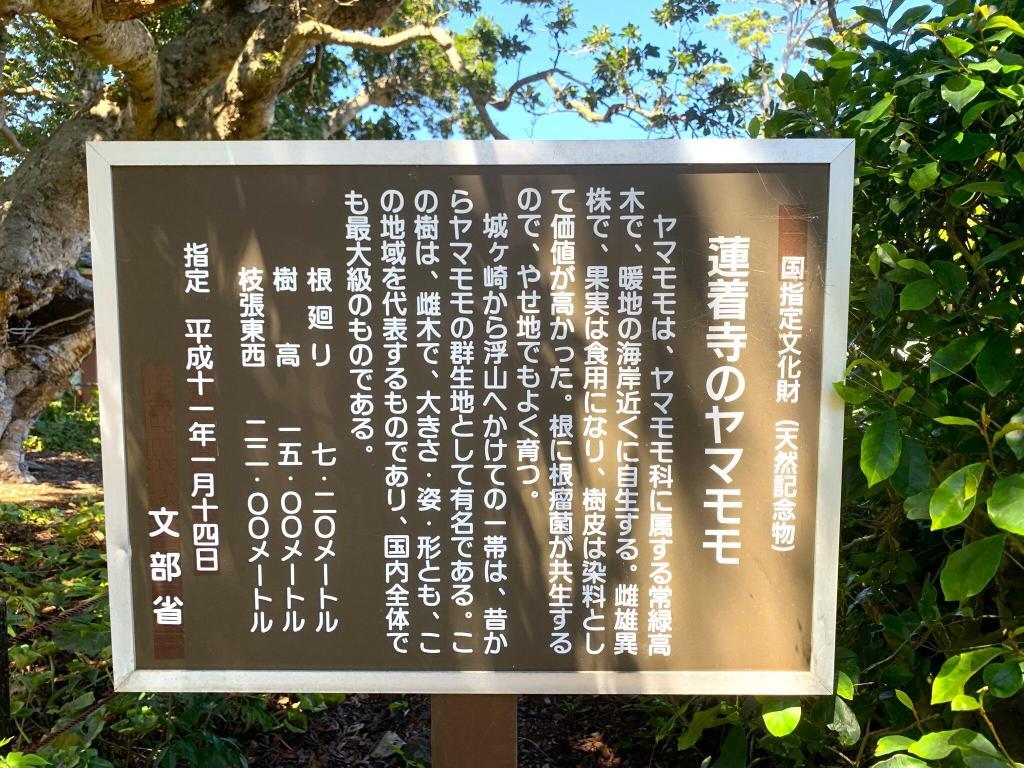 国指定文化財（天然記念物）
蓮着寺のヤマモモ
ヤマモモは、ヤマモモ科に属する常緑高
木で、暖地の海岸近くに自生する。雌雄異
株で、果実は食用になり、樹皮は染料とし
て価値が高かった。根に根瘤菌が共生する
ので、やせ地でもよく育つ。
城ヶ崎から浮山へかけての一帯は、昔か
らヤマモモの群生地として有名である。こ
の樹は、雌木で、大きさ・姿・形とも、こ
の地域を代表するものであり、国内全体で
も最大級のものである。
根廻り　七・二〇メートル
樹　高　一五・〇〇メートル
枝張東西　二二・〇〇メートル
指定　平成十一年一月十四日
文部省